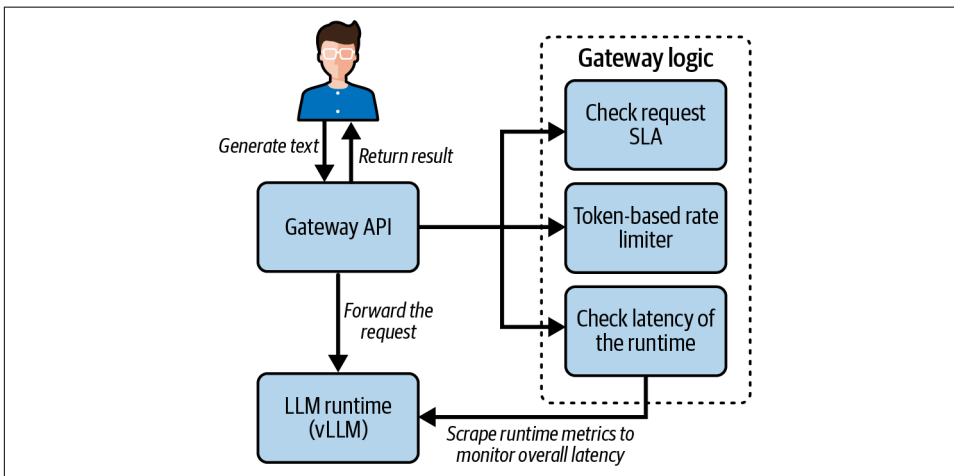 Gateway logic
Check request
SLA
Generate text
Return result
Gateway API
Token-based rate
limiter
Forward the
request
Check latency of
the runtime
LLM runtime
(vLLM)
Scrape runtime metrics to
monitor overall latency